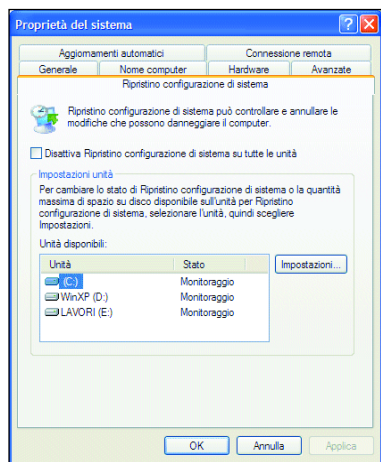 Proprietà del sistema
Aggiornamenti automatici Connessione remota
Generale Nome computer Hardware Avanzate
Ripristino configurazione di sistema
Ripristino configurazione di sistema può controllare e annullare le
modifiche che possono danneggiare il computer.
Disattiva Ripristino configurazione di sistema su tutte le unità
Impostazioni unità
Per cambiare lo stato di Ripristino configurazione di sistema o la quantità
massima di spazio su disco disponibile sull'unità per Ripristino
configurazione di sistema, selezionare l'unità, quindi scegliere
Impostazioni.
Unità disponibili:
Unità Stato
(C:) Monitoraggio
WinXP (D:) Monitoraggio
LAVORI (E:) Monitoraggio
Impostazioni...
OK Annulla Applica